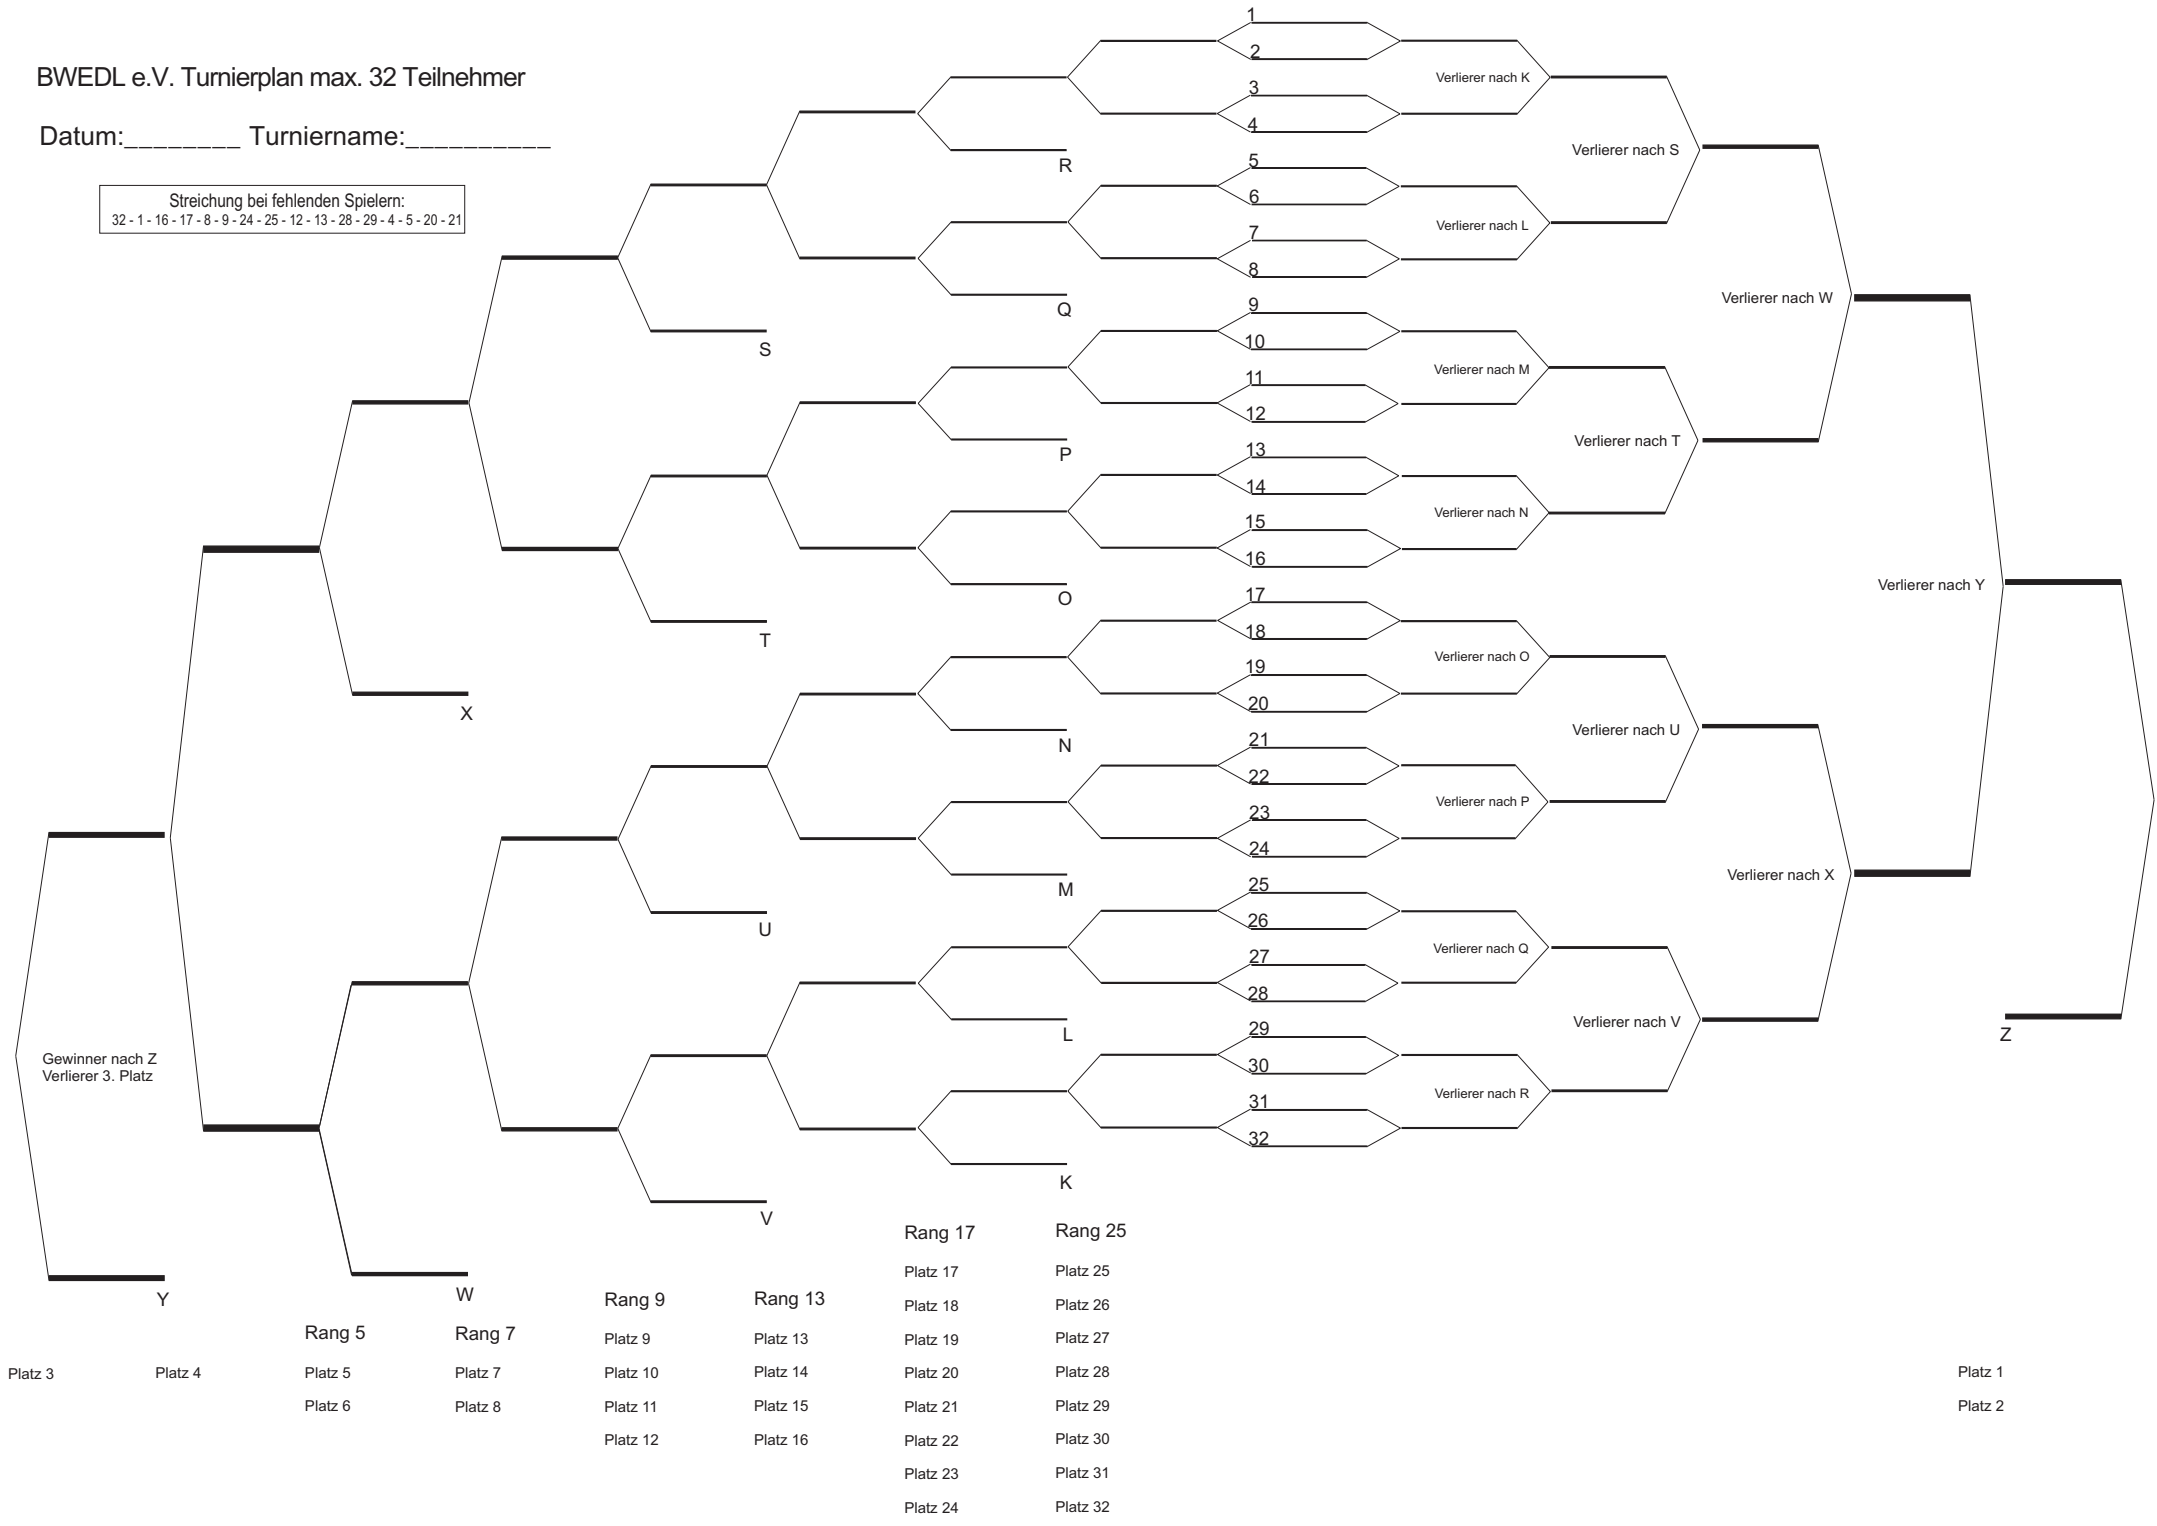 BWEDL e.V. Turnierplan max. 32 Teilnehmer
Datum:________ Turniername:__________
Streichung bei fehlenden Spielern:
32 - 1 - 16 - 17 - 8 - 9 - 24 - 25 - 12 - 13 - 28 - 29 - 4 - 5 - 20 - 21
1
2
3
4
5
6
7
8
9
10
11
12
13
14
15
16
17
18
19
20
21
22
23
24
25
26
27
28
29
30
31
32
Verlierer nach K
Verlierer nach L
Verlierer nach M
Verlierer nach N
Verlierer nach O
Verlierer nach P
Verlierer nach Q
Verlierer nach R
Verlierer nach S
Verlierer nach T
Verlierer nach U
Verlierer nach V
Verlierer nach W
Verlierer nach X
Verlierer nach Y
Z
R
Q
P
O
N
M
L
K
S
T
U
V
X
W
Gewinner nach Z
Verlierer 3. Platz
Y
Platz 3
Platz 4
Rang 5
Platz 5
Platz 6
Rang 7
Platz 7
Platz 8
Rang 9
Platz 9
Platz 10
Platz 11
Platz 12
Rang 13
Platz 13
Platz 14
Platz 15
Platz 16
Rang 17
Platz 17
Platz 18
Platz 19
Platz 20
Platz 21
Platz 22
Platz 23
Platz 24
Rang 25
Platz 25
Platz 26
Platz 27
Platz 28
Platz 29
Platz 30
Platz 31
Platz 32
Platz 1
Platz 2